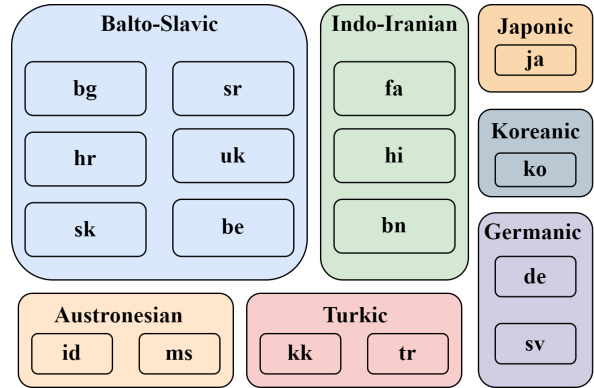 Balto-Slavic
bg
sr
hr
uk
sk
be
Indo-Iranian
fa
hi
bn
Japonic
ja
Koreanic
ko
Germanic
de
sv
Austronesian
id
ms
Turkic
kk
tr